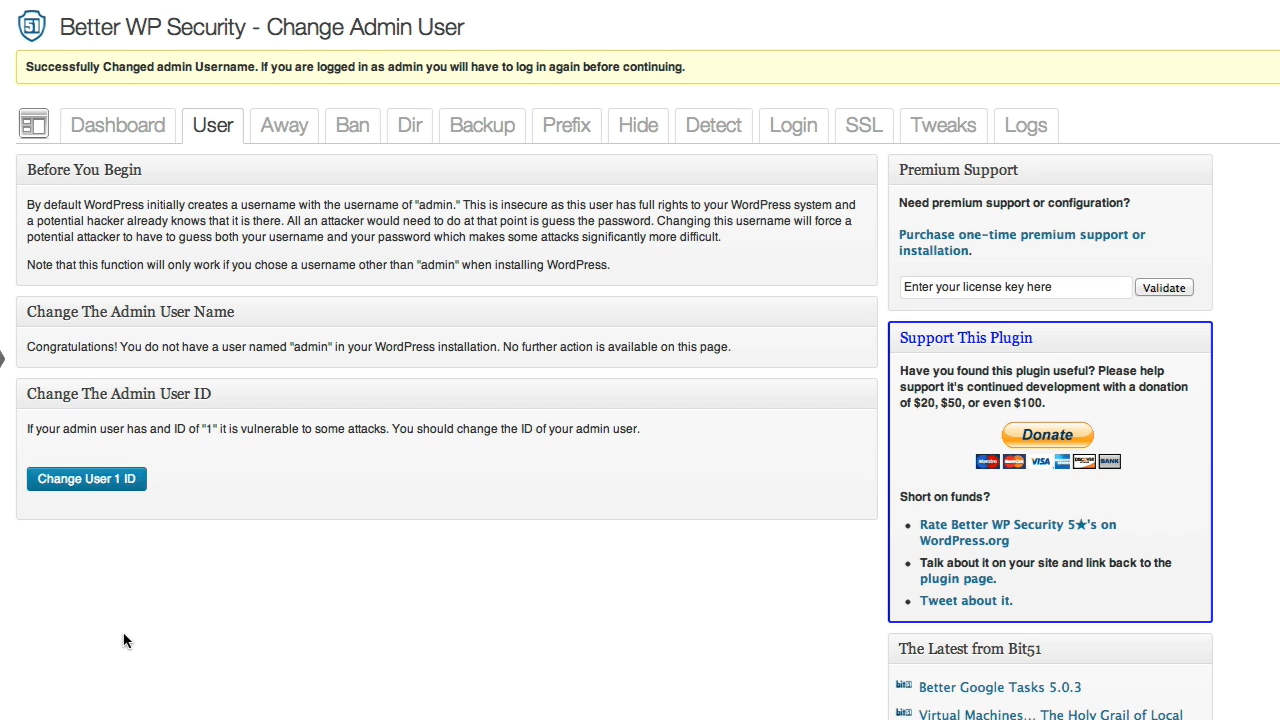 Better WP Security - Change Admin User
Successfully Changed admin Username. If you are logged in as admin you will have to log in again before continuing.
Dashboard User Away Ban Dir Backup Prefix Hide Detect Login SSL Tweaks Logs
Before You Begin
By default WordPress initially creates a username with the username of "admin." This is insecure as this user has full rights to your WordPress system and
a potential hacker already knows that it is there. All an attacker would need to do at that point is guess the password. Changing this username will force a
potential attacker to have to guess both your username and your password which makes some attacks significantly more difficult.
Note that this function will only work if you chose a username other than "admin" when installing WordPress.
Change The Admin User Name
Congratulations! You do not have a user named "admin" in your WordPress installation. No further action is available on this page.
Change The Admin User ID
If your admin user has and ID of "1" it is vulnerable to some attacks. You should change the ID of your admin user.
Change User 1 ID
Premium Support
Need premium support or configuration?
Purchase one-time premium support or
installation.
Enter your license key here Validate
Support This Plugin
Have you found this plugin useful? Please help
support it's continued development with a donation
of $20, $50, or even $100.
Donate
VISA BANK
Short on funds?
Rate Better WP Security 5★'s on
WordPress.org
Talk about it on your site and link back to the
plugin page.
Tweet about it.
The Latest from Bit51
bit51 Better Google Tasks 5.0.3
bit51 Virtual Machines... The Holy Grail of Local